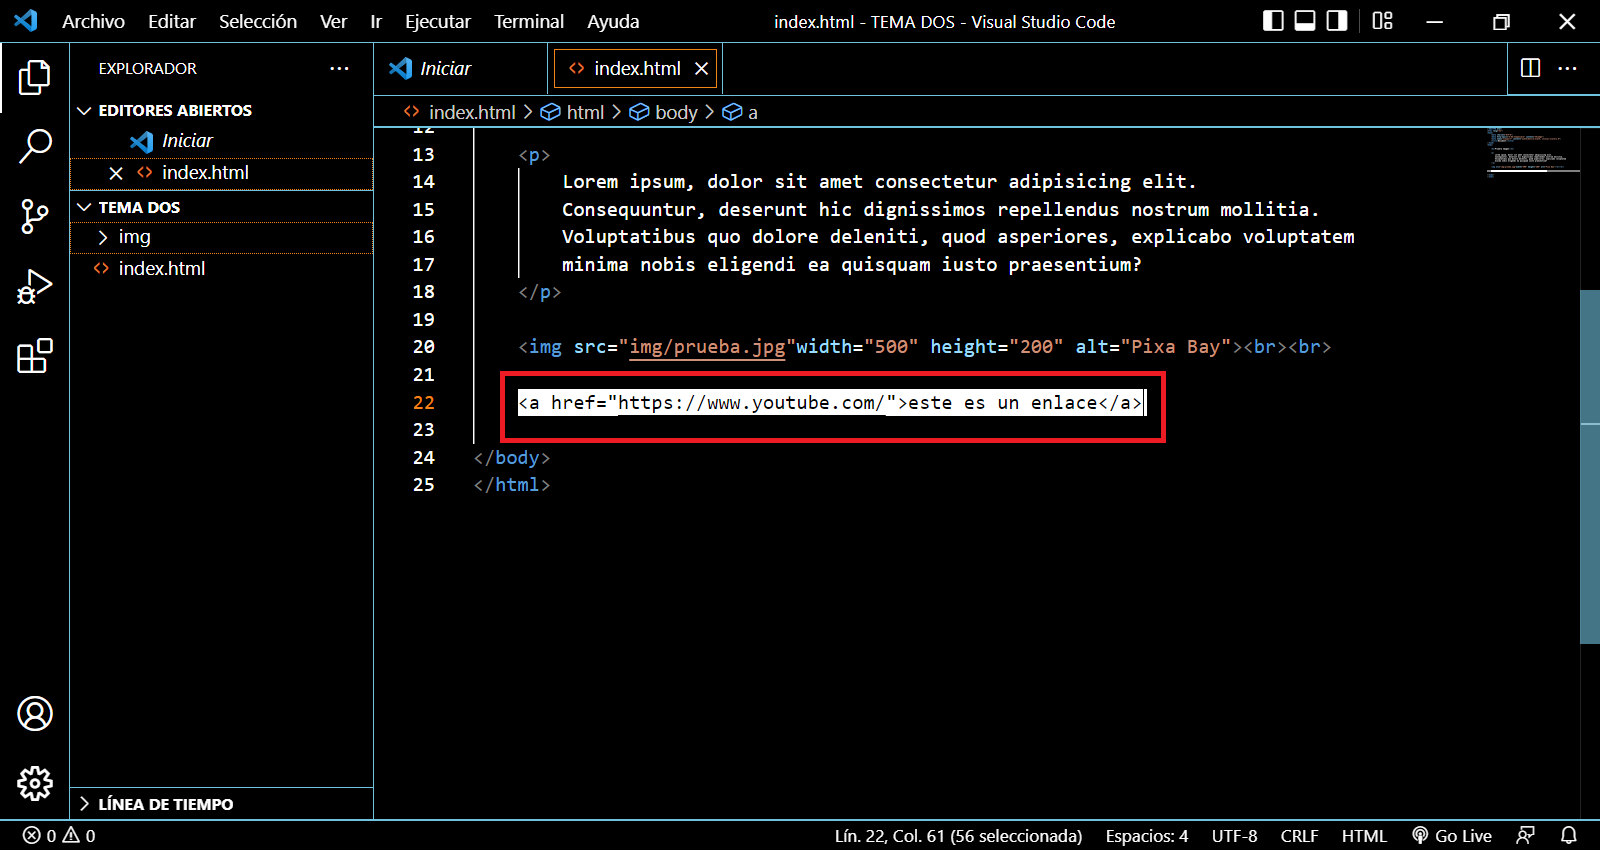 Archivo Editar Selección Ver Ir Ejecutar Terminal Ayuda index.html - TEMA DOS - Visual Studio Code
EXPLORADOR ···
EDITORES ABIERTOS
Iniciar
index.html
TEMA DOS
img
index.html
LÍNEA DE TIEMPO
Iniciar index.html
index.html > html > body > a
12
13 <p>
14 Lorem ipsum, dolor sit amet consectetur adipisicing elit.
15 Consequuntur, deserunt hic dignissimos repellendus nostrum mollitia.
16 Voluptatibus quo dolore deleniti, quod asperiores, explicabo voluptatem
17 minima nobis eligendi ea quisquam iusto praesentium?
18 </p>
19
20 <img src="img/prueba.jpg"width="500" height="200" alt="Pixa Bay"><br><br>
21
22 <a href="https://www.youtube.com/">este es un enlace</a>
23
24 </body>
25 </html>
0 0 Lín. 22, Col. 61 (56 seleccionada) Espacios: 4 UTF-8 CRLF HTML Go Live